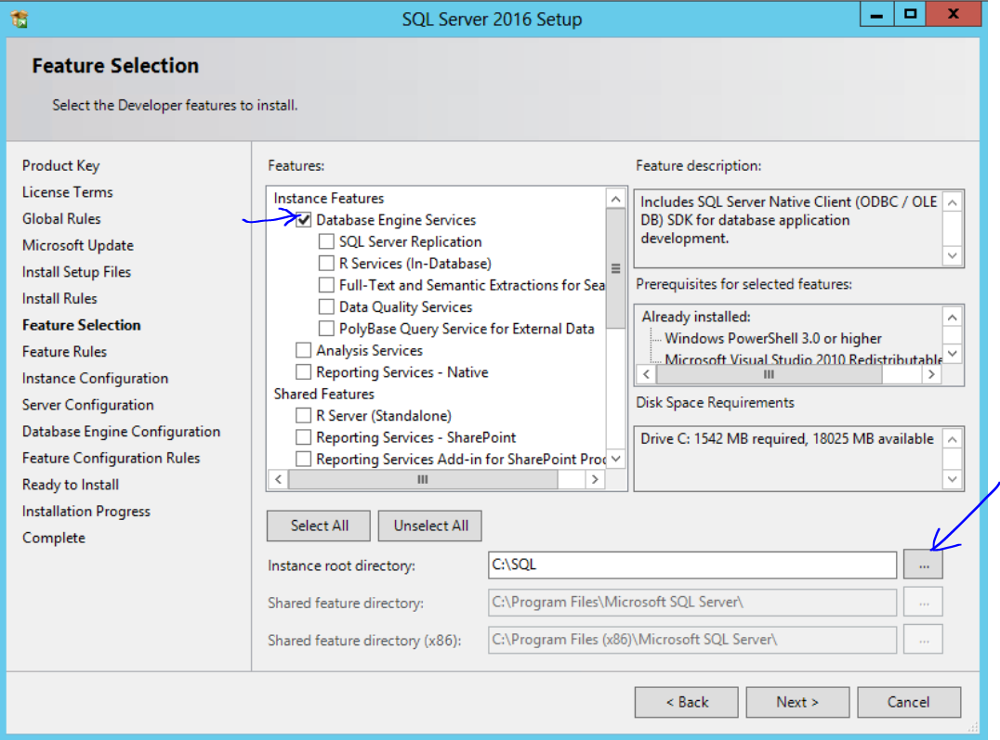 SQL Server 2016 Setup
Feature Selection
Select the Developer features to install.
Product Key
License Terms
Global Rules
Microsoft Update
Install Setup Files
Install Rules
Feature Selection
Feature Rules
Instance Configuration
Server Configuration
Database Engine Configuration
Feature Configuration Rules
Ready to Install
Installation Progress
Complete
Features:
Instance Features
Database Engine Services
SQL Server Replication
R Services (In-Database)
Full-Text and Semantic Extractions for Sea
Data Quality Services
PolyBase Query Service for External Data
Analysis Services
Reporting Services - Native
Shared Features
R Server (Standalone)
Reporting Services - SharePoint
Reporting Services Add-in for SharePoint Proc
Feature description:
Includes SQL Server Native Client (ODBC / OLE
DB) SDK for database application
development.
Prerequisites for selected features:
Already installed:
Windows PowerShell 3.0 or higher
Microsoft Visual Studio 2010 Redistributable
Disk Space Requirements
Drive C: 1542 MB required, 18025 MB available
Select All
Unselect All
Instance root directory:
C:\SQL
...
Shared feature directory:
C:\Program Files\Microsoft SQL Server\
...
Shared feature directory (x86):
C:\Program Files (x86)\Microsoft SQL Server\
...
< Back
Next >
Cancel